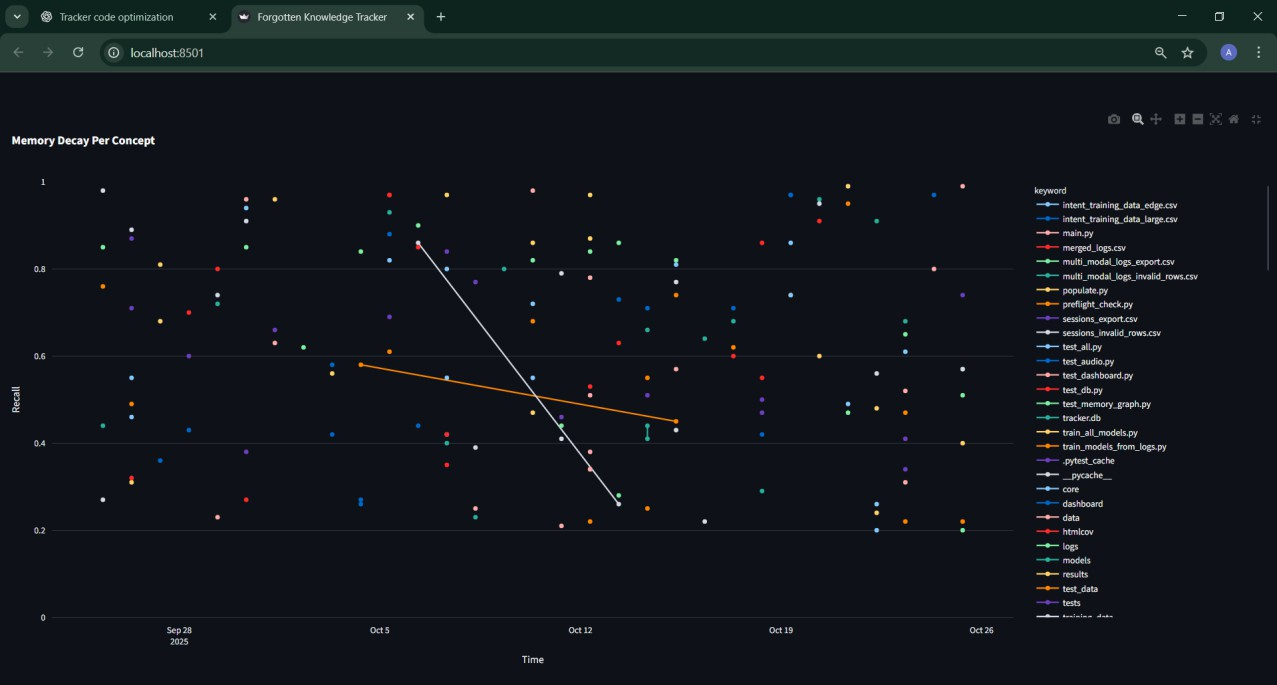 Tracker code optimization
Forgotten Knowledge Tracker
localhost:8501
A
Memory Decay Per Concept
1
0.8
0.6
0.4
0.2
0
Recall
Sep 28
2025
Oct 5
Oct 12
Oct 19
Oct 26
Time
keyword
intent_training_data_edge.csv
intent_training_data_large.csv
main.py
merged_logs.csv
multi_modal_logs_export.csv
multi_modal_logs_invalid_rows.csv
populate.py
preflight_check.py
sessions_export.csv
sessions_invalid_rows.csv
test_all.py
test_audio.py
test_dashboard.py
test_db.py
test_memory_graph.py
tracker.db
train_all_models.py
train_models_from_logs.py
.pytest_cache
__pycache__
core
dashboard
data
htmlcov
logs
models
results
test_data
tests
training_data